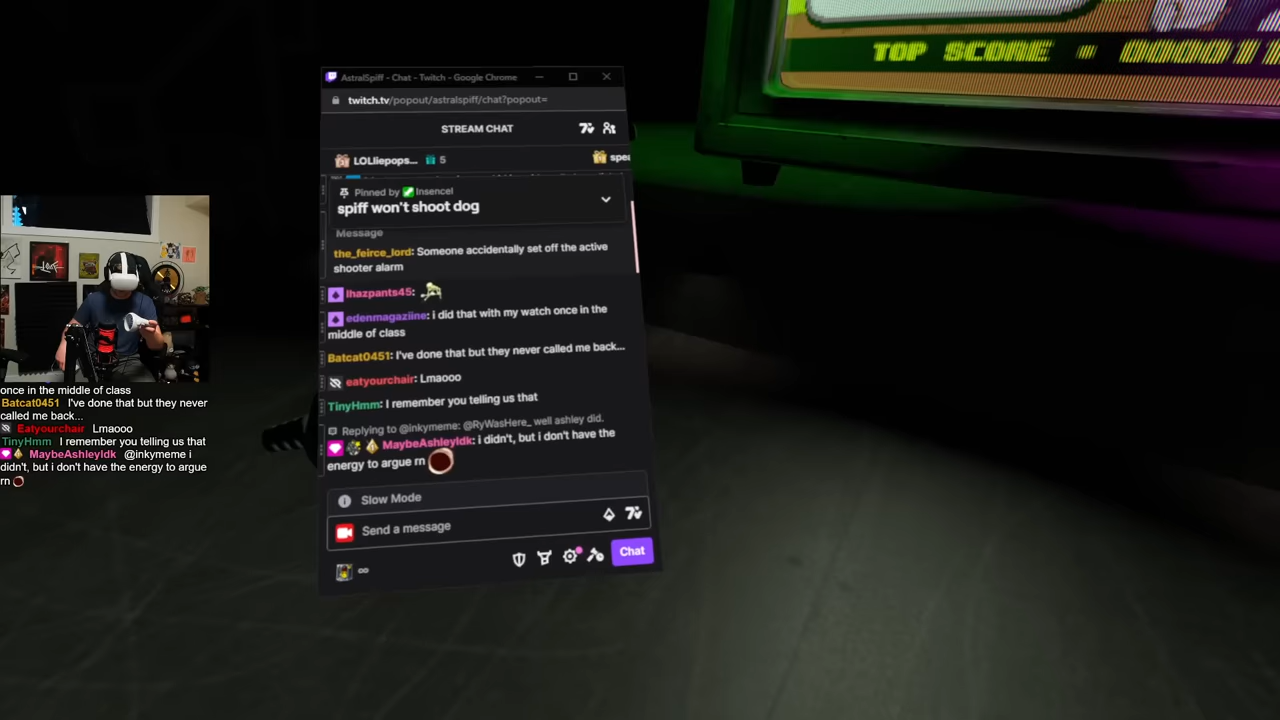 TOP SCORE
AstralSpiff - Chat - Twitch - Google Chrome
twitch.tv/popout/astralspiff/chat?popout=
STREAM CHAT
LOLliepops... 5
Pinned by Insencel
spiff won't shoot dog
Message
the_feirce_lord: Someone accidentally set off the active
shooter alarm
lhazpants45:
edenmagaziine: i did that with my watch once in the
middle of class
Batcat0451: I've done that but they never called me back...
eatyourchair: Lmaooo
TinyHmm: I remember you telling us that
Replying to @inkymeme: @RyWasHere_ well ashley did.
MaybeAshleyIdk: i didn't, but i don't have the
energy to argue rn
Slow Mode
Send a message
Chat
once in the middle of class
Batcat0451 I've done that but they never
called me back...
Eatyourchair Lmaooo
TinyHmm I remember you telling us that
MaybeAshleyIdk @inkymeme i
didn't, but i don't have the energy to argue
rn